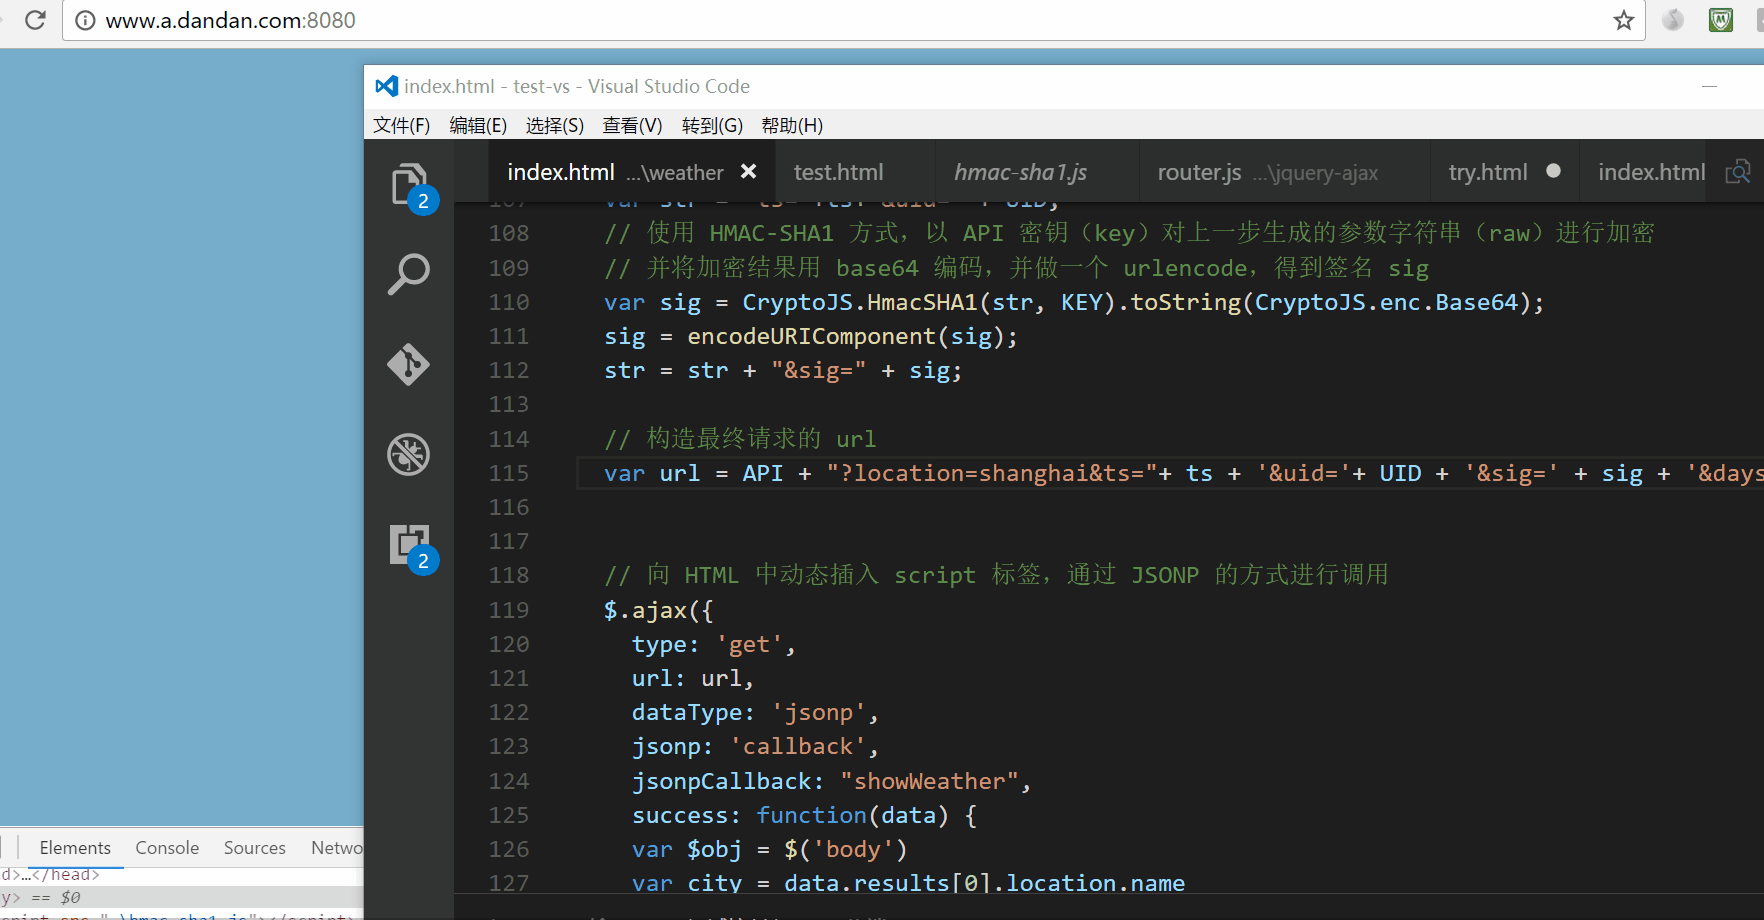 www.a.dandan.com:8080
index.html - test-vs - Visual Studio Code
文件(F) 编辑(E) 选择(S) 查看(V) 转到(G) 帮助(H)
index.html ...\weather test.html hmac-sha1.js router.js ...\jquery-ajax try.html index.html
107 var str = "ts="+ts+"&uid=" + UID;
108 // 使用 HMAC-SHA1 方式，以 API 密钥（key）对上一步生成的参数字符串（raw）进行加密
109 // 并将加密结果用 base64 编码，并做一个 urlencode，得到签名 sig
110 var sig = CryptoJS.HmacSHA1(str, KEY).toString(CryptoJS.enc.Base64);
111 sig = encodeURIComponent(sig);
112 str = str + "&sig=" + sig;
113
114 // 构造最终请求的 url
115 var url = API + "?location=shanghai&ts="+ ts + '&uid='+ UID + '&sig=' + sig + '&days
116
117
118 // 向 HTML 中动态插入 script 标签，通过 JSONP 的方式进行调用
119 $.ajax({
120 type: 'get',
121 url: url,
122 dataType: 'jsonp',
123 jsonp: 'callback',
124 jsonpCallback: "showWeather",
125 success: function(data) {
126 var $obj = $('body')
127 var city = data.results[0].location.name
2
2
Elements Console Sources Netwo
d>…</head>
y> == $0